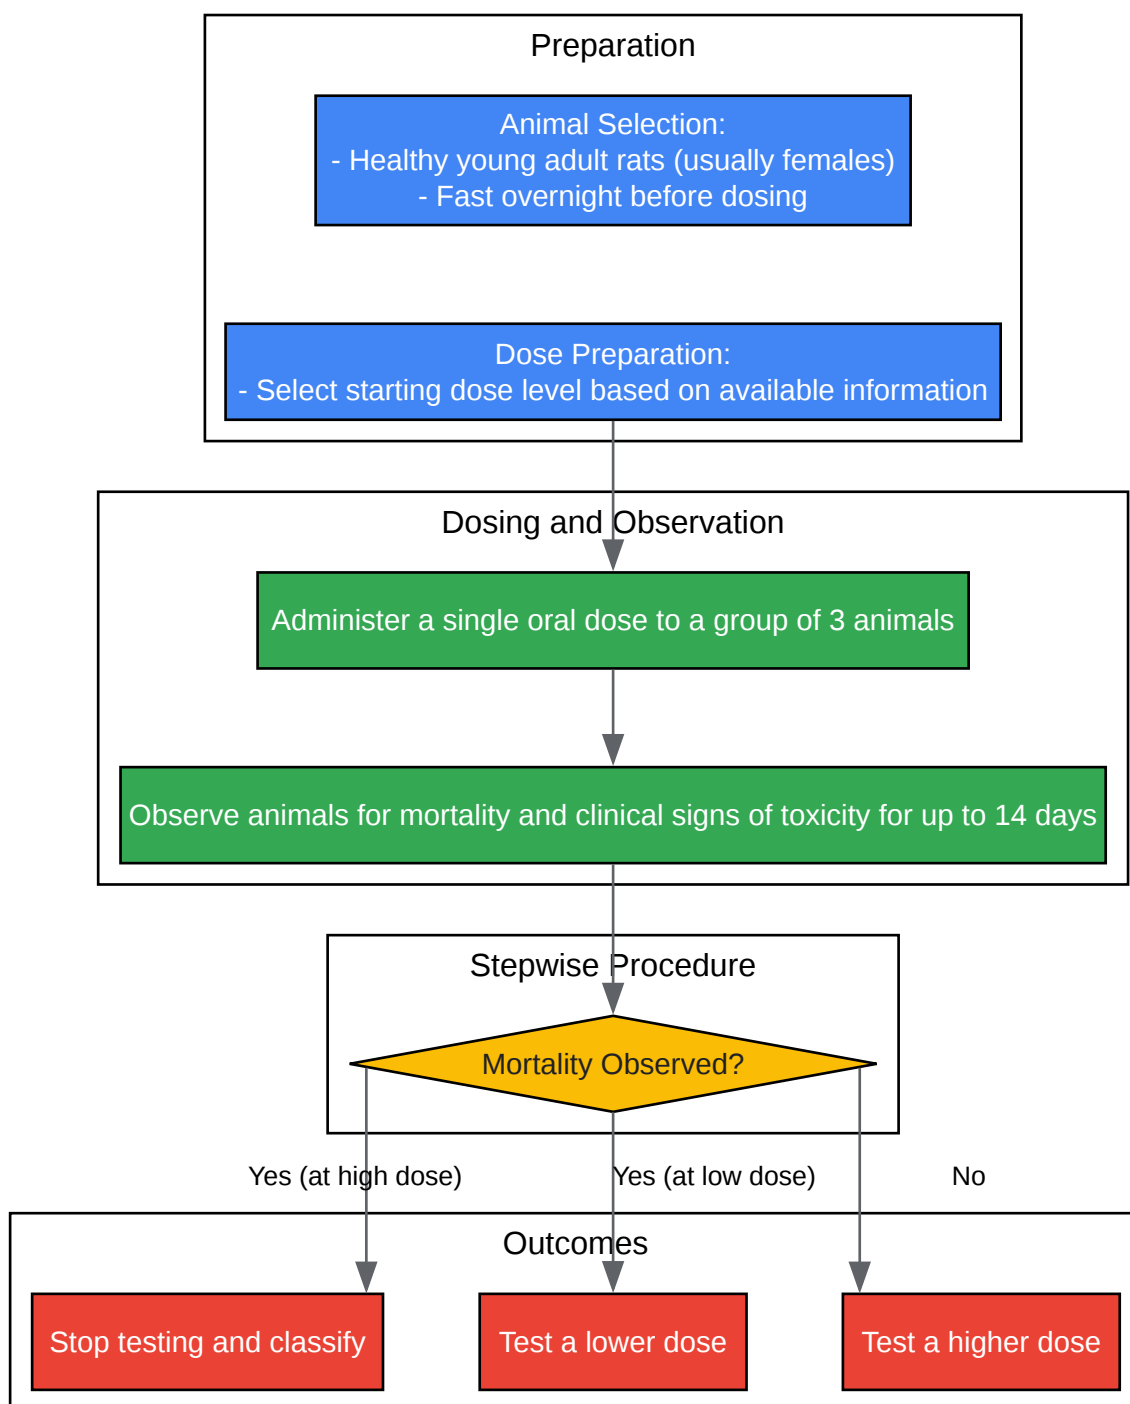 Preparation
Animal Selection:
- Healthy young adult rats (usually females)
- Fast overnight before dosing
Dose Preparation:
- Select starting dose level based on available information
Dosing and Observation
Administer a single oral dose to a group of 3 animals
Observe animals for mortality and clinical signs of toxicity for up to 14 days
Stepwise Procedure
Mortality Observed?
Yes (at high dose)
Yes (at low dose)
No
Outcomes
Stop testing and classify
Test a lower dose
Test a higher dose